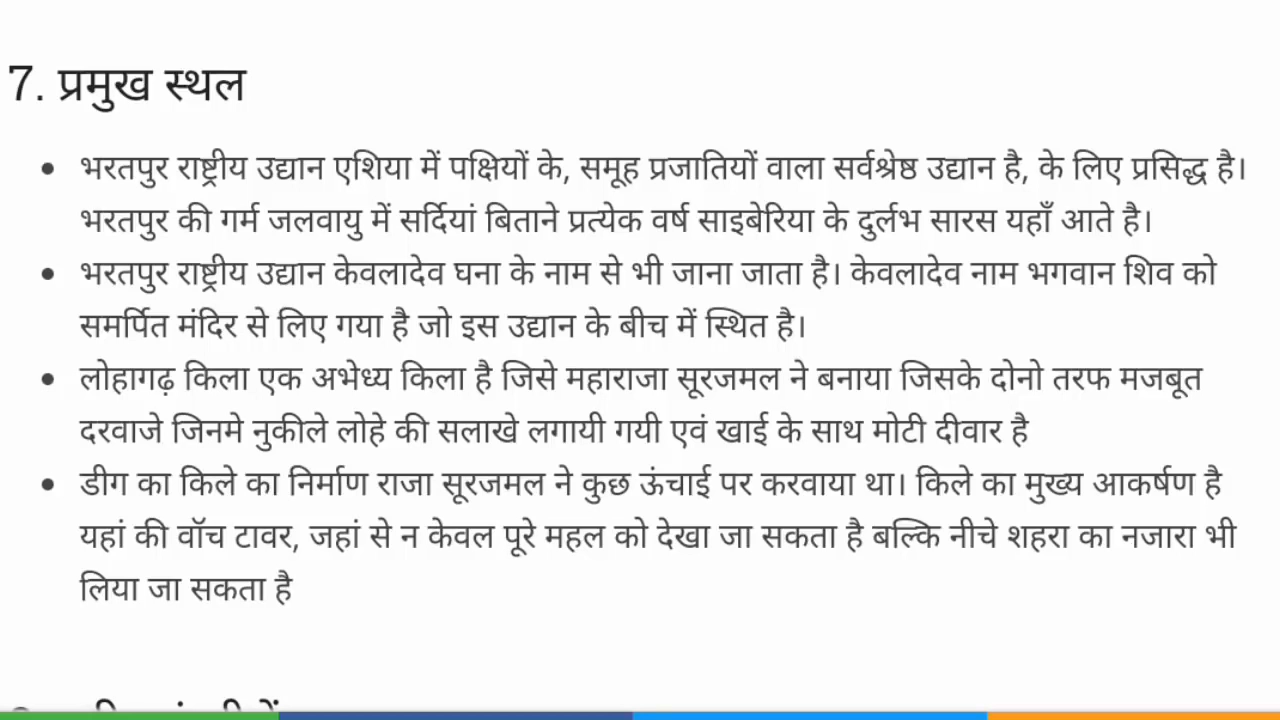 7. प्रमुख स्थल
• भरतपुर राष्ट्रीय उद्यान एशिया में पक्षियों के, समूह प्रजातियों वाला सर्वश्रेष्ठ उद्यान है, के लिए प्रसिद्ध है।
भरतपुर की गर्म जलवायु में सर्दियां बिताने प्रत्येक वर्ष साइबेरिया के दुर्लभ सारस यहाँ आते है।
• भरतपुर राष्ट्रीय उद्यान केवलादेव घना के नाम से भी जाना जाता है। केवलादेव नाम भगवान शिव को
समर्पित मंदिर से लिए गया है जो इस उद्यान के बीच में स्थित है।
• लोहागढ़ किला एक अभेध्य किला है जिसे महाराजा सूरजमल ने बनाया जिसके दोनो तरफ मजबूत
दरवाजे जिनमे नुकीले लोहे की सलाखे लगायी गयी एवं खाई के साथ मोटी दीवार है
• डीग का किले का निर्माण राजा सूरजमल ने कुछ ऊंचाई पर करवाया था। किले का मुख्य आकर्षण है
यहां की वॉच टावर, जहां से न केवल पूरे महल को देखा जा सकता है बल्कि नीचे शहरा का नजारा भी
लिया जा सकता है